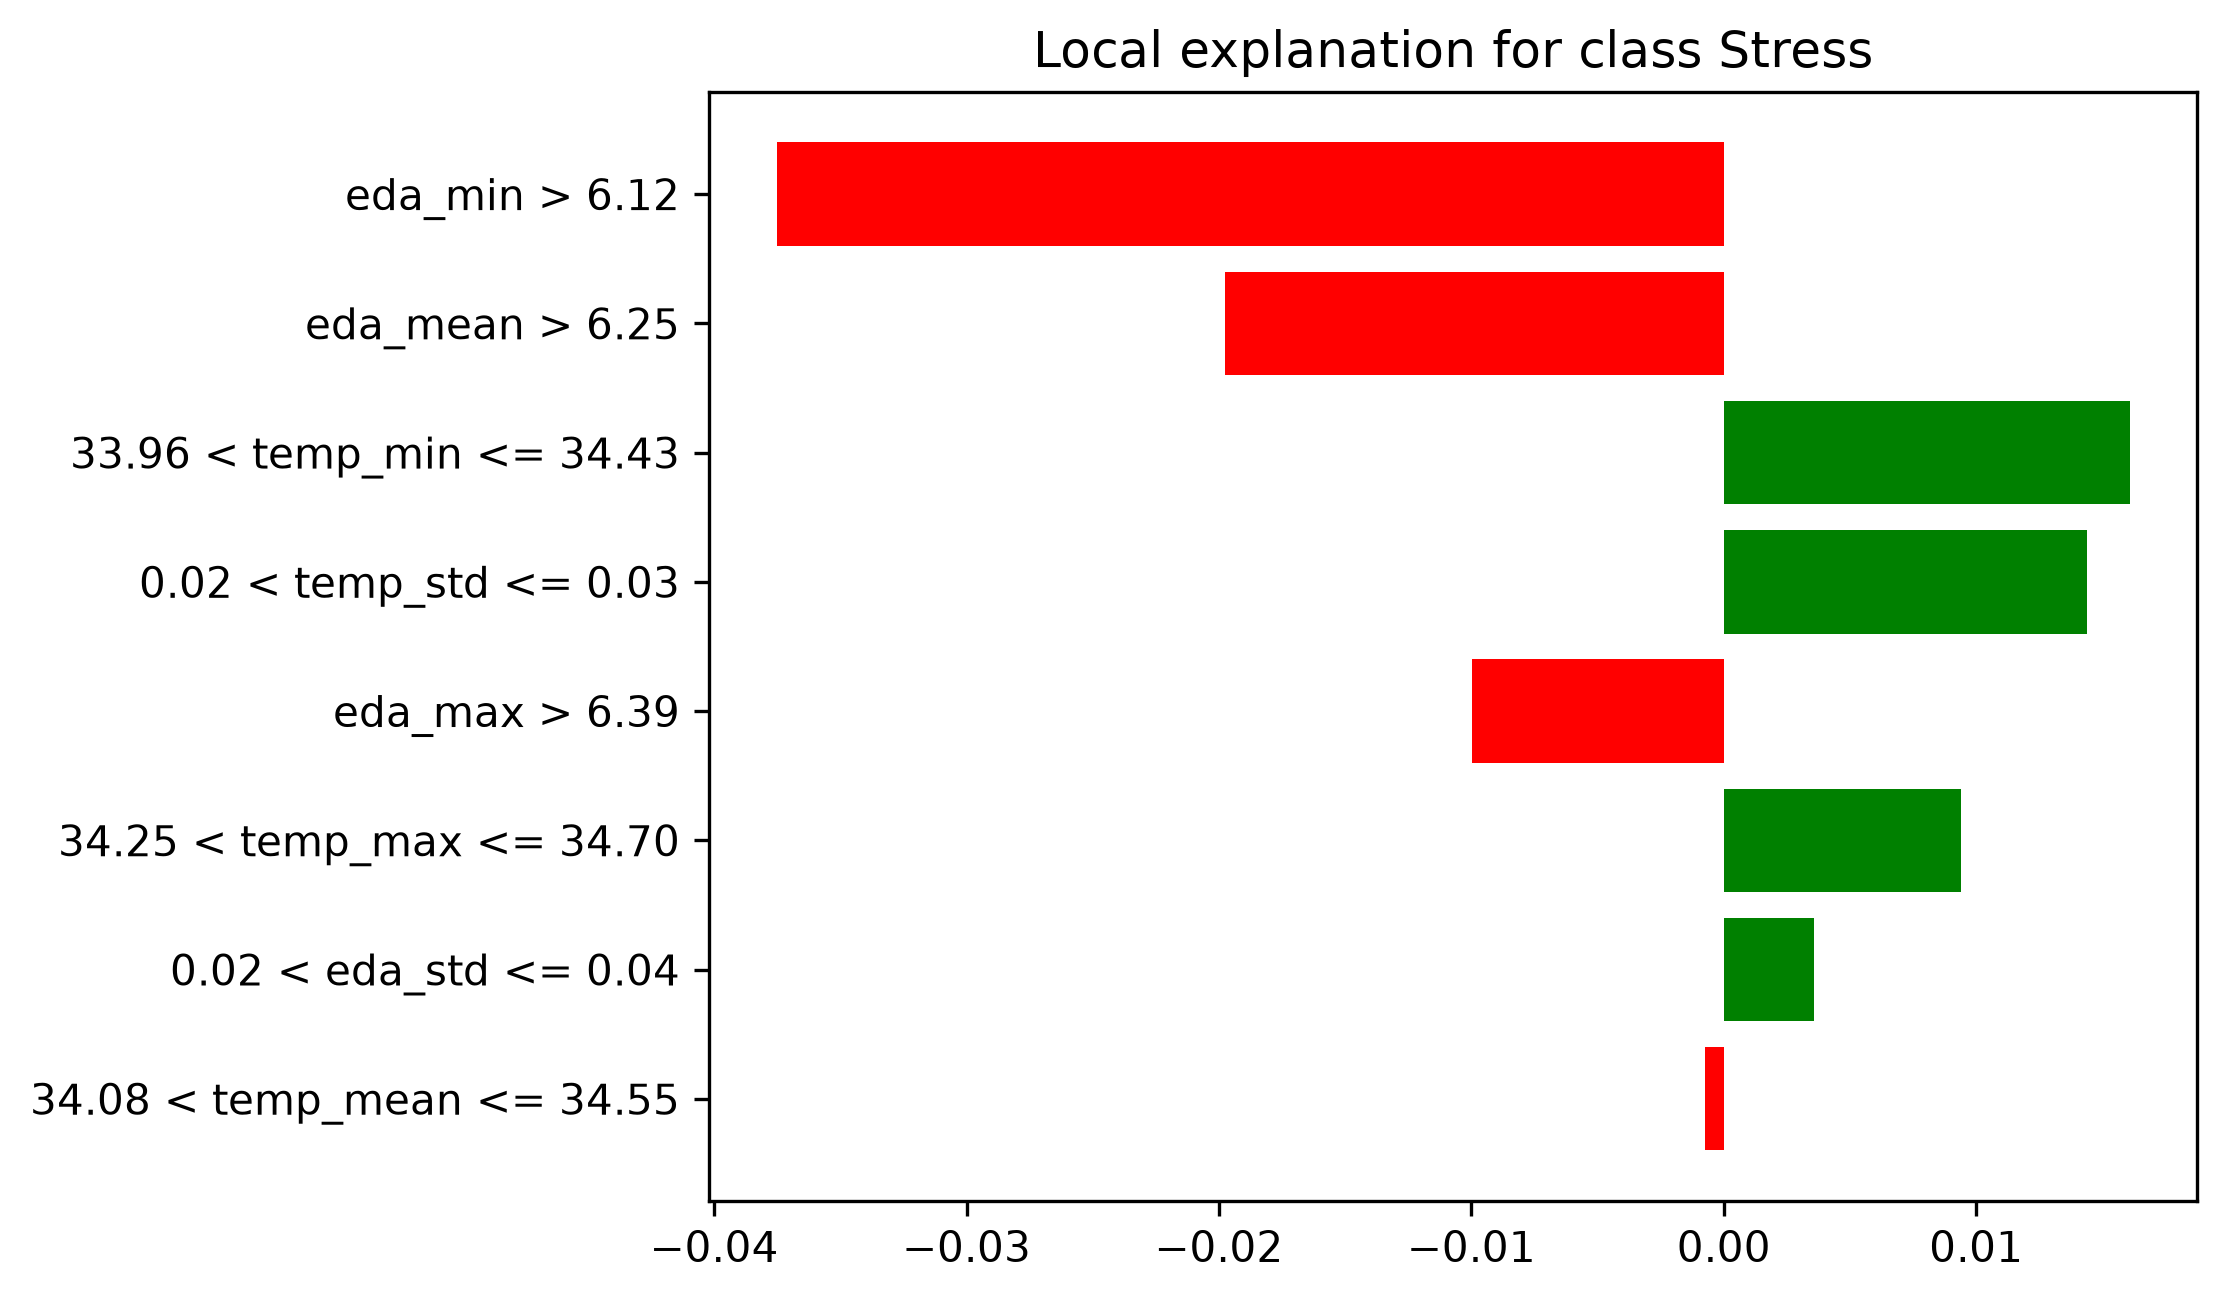 Local explanation for class Stress
eda_min > 6.12
eda_mean > 6.25
33.96 < temp_min <= 34.43
0.02 < temp_std <= 0.03
eda_max > 6.39
34.25 < temp_max <= 34.70
0.02 < eda_std <= 0.04
34.08 < temp_mean <= 34.55
−0.04 −0.03 −0.02 −0.01 0.00 0.01